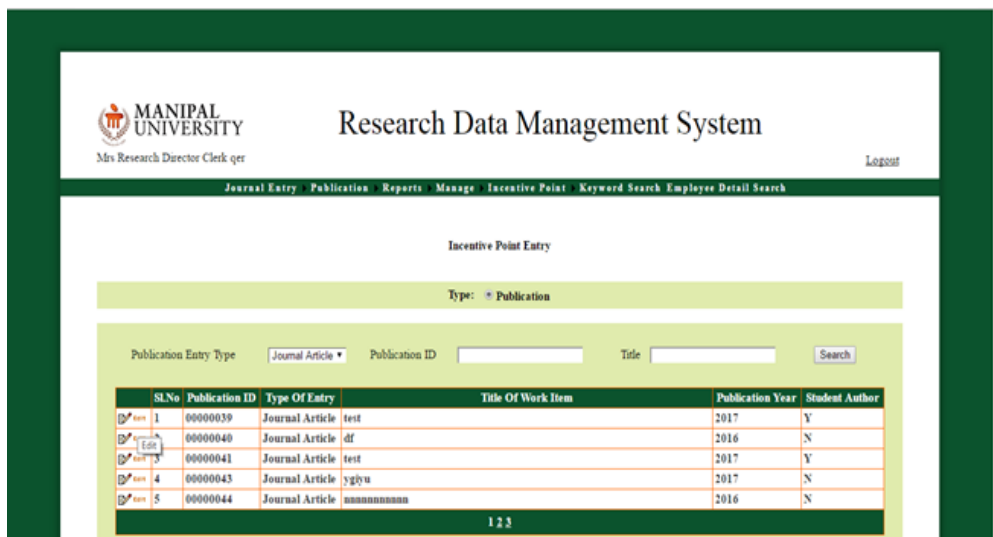 MANIPAL
UNIVERSITY
Research Data Management System
Mrs Research Director Clerk qer
Logout
Journal Entry Publication Reports Manage Incentive Point Keyword Search Employee Detail Search
Incentive Point Entry
Type: Publication
Publication Entry Type Journal Article Publication ID Title Search
SI.No Publication ID Type Of Entry Title Of Work Item Publication Year Student Author
1 00000039 Journal Article test 2017 Y
00000040 Journal Article df 2016 N
Edit
3 00000041 Journal Article test 2017 Y
4 00000043 Journal Article ygiyu 2017 N
5 00000044 Journal Article nnnnnnnnnnn 2016 N
1 2 3